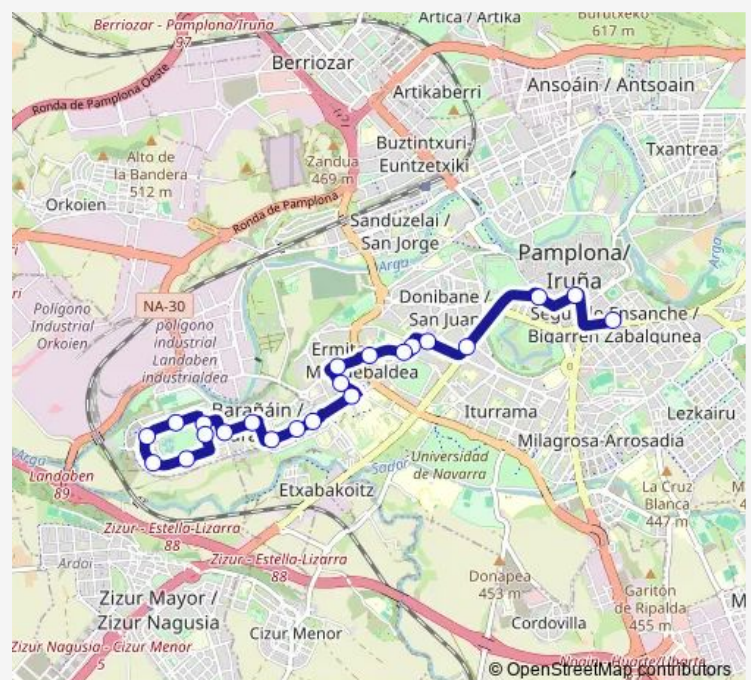 Artica / Artika
Burutxeko
617 m
Berriozar - Pamplona/Iruña
97
Berriozar
Ronda de Pamplona Oeste
Artikaberri
Ansoáin / Antsoain
Buztintxuri-
Euntzetxiki
Txantrea
Alto de
la Bandera
512 m
Zandua
469 m
Orkoien
Ronda de Pamplona
Sanduzelai /
San Jorge
Arga
Arga
Pamplona/
Iruña
NA-30
Donibane /
San Juan
Polígono
Industrial
Orkoien
polígono
industrial
Landaben
industrialdea
Bigarren Zabalgunea
Barañáin /
Iturrama
Lezkairu
Milagrosa-Arrosadia
Universidad
de Navarra
Arga
Sadar
Landaben
89
Etxabakoitz
La Cruz
Blanca
447 m
Zizur - Estella-Lizarra
88
Zizur - Estella-Lizarra
88
Ardoi
Donapea
453 m
Garitón
de Ripalda
455 m
Zizur Mayor /
Zizur Nagusia
Cizur Menor
Cordovilla
Zizur Nagusia - Cizur Menor
5
© OpenStreetMap contributors